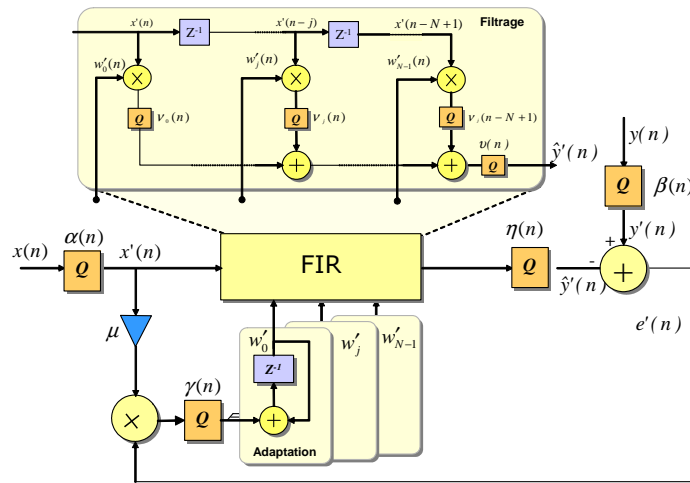 Filtrage
x'(n) Z⁻¹ x'(n−j) Z⁻¹ x'(n−N+1)
w'₀(n) w'ⱼ(n) w'_{N-1}(n)
× × ×
Q ν₀(n) Q νⱼ(n) Q νⱼ(n−N+1)
+ + υ(n)
Q ŷ'(n)
y(n)
Q β(n)
x(n) α(n) x'(n) FIR η(n) + y'(n)
Q Q - +
ŷ'(n)
e'(n)
μ
w'₀ w'ⱼ w'_{N-1}
Z⁻¹
γ(n)
× Q +
Adaptation